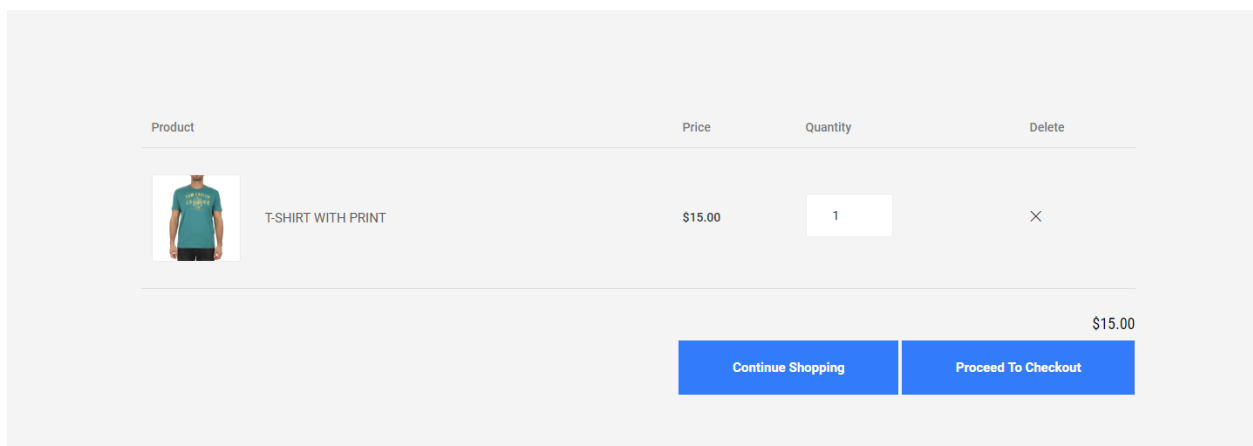 Product Price Quantity Delete
T-SHIRT WITH PRINT $15.00 1
$15.00
Continue Shopping Proceed To Checkout